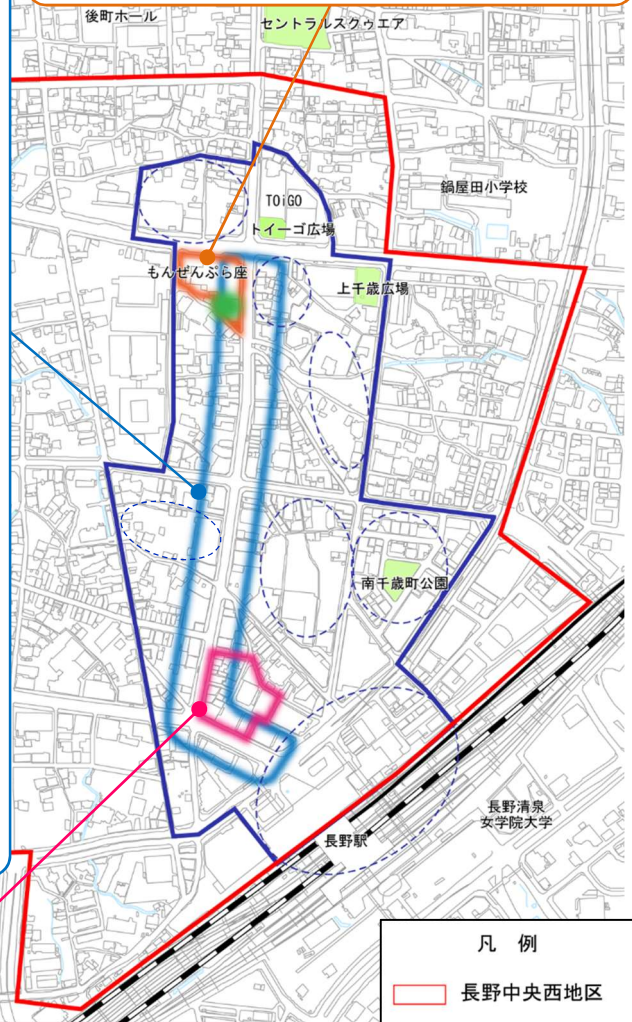 後町ホール
セントラルスクゥエア
鍋屋田小学校
TOiGO
トイーゴ広場
もんぜんぷら座
上千歳広場
南千歳町公園
長野清泉
女学院大学
長野駅
凡 例
長野中央西地区